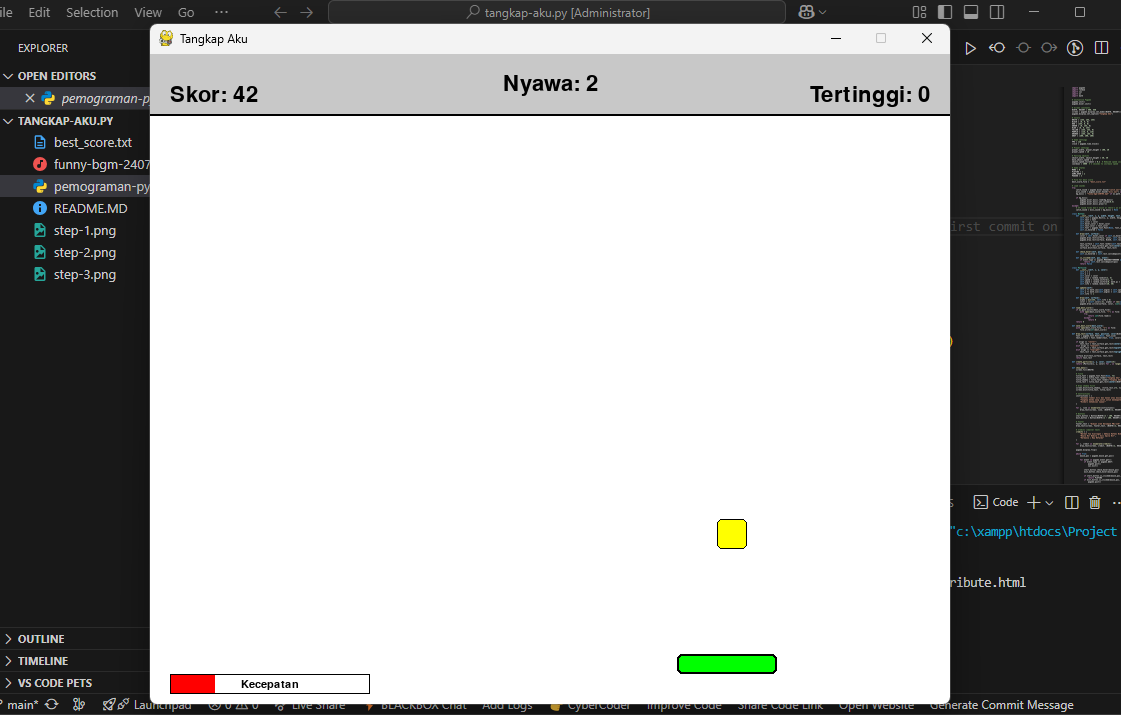 ile Edit Selection View Go ··· tangkap-aku.py [Administrator]
EXPLORER
OPEN EDITORS
pemograman-p
TANGKAP-AKU.PY
best_score.txt
funny-bgm-2407
pemograman-py
README.MD
step-1.png
step-2.png
step-3.png
OUTLINE
TIMELINE
VS CODE PETS
Tangkap Aku
Skor: 42
Nyawa: 2
Tertinggi: 0
Kecepatan
irst commit on
)
Code
"c:\xampp\htdocs\Project
ribute.html
main* Launchpad 0 0 Live Share BLACKBOX Chat Add Logs CyberCoder Improve Code Share Code Link Open Website Generate Commit Message